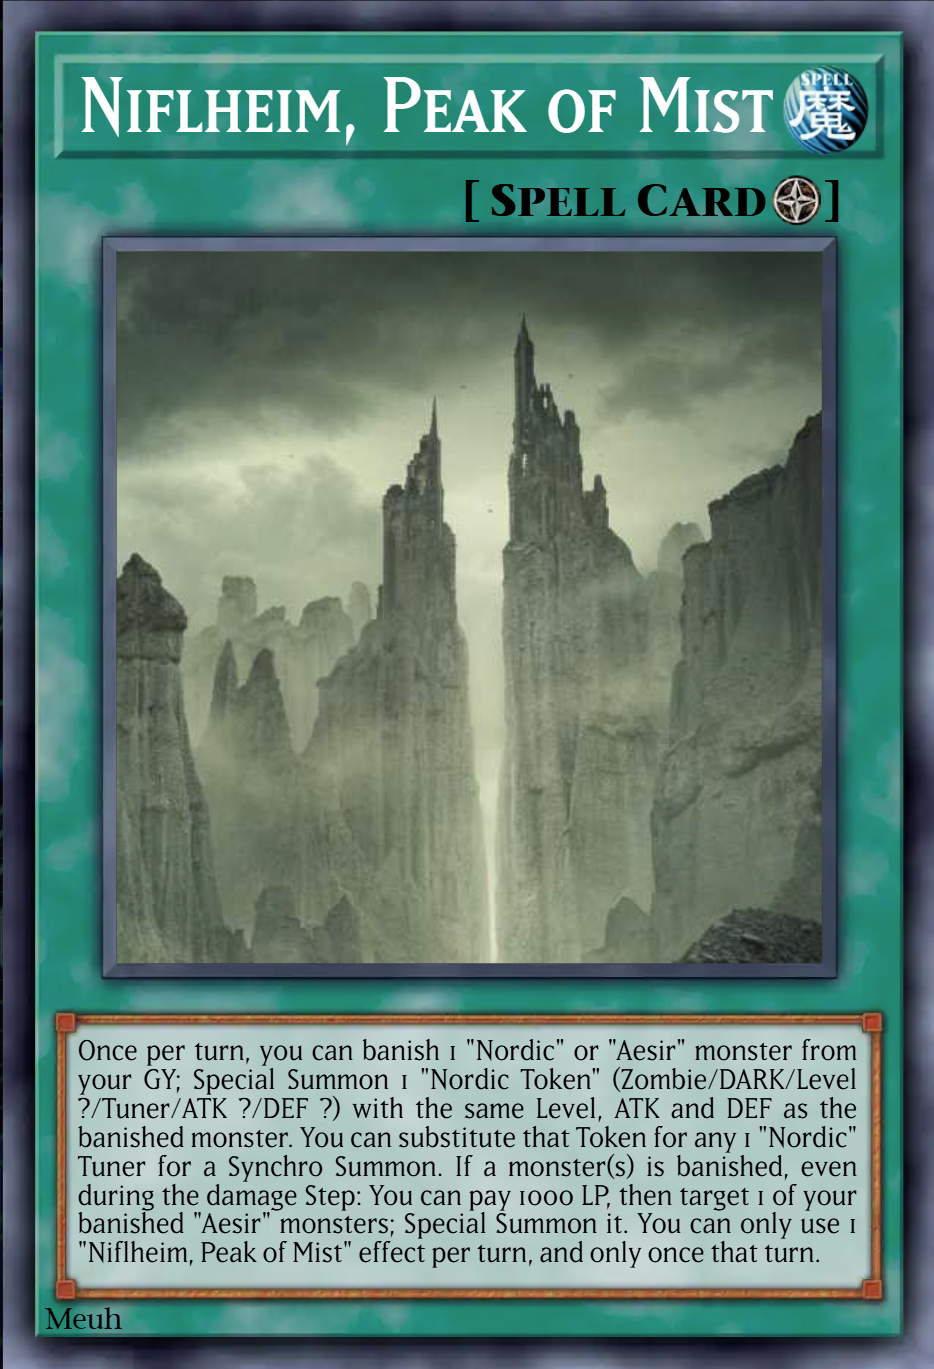 Niflheim, Peak of Mist
SPELL
魔
[ Spell Card ]
Once per turn, you can banish 1 "Nordic" or "Aesir" monster from
your GY; Special Summon 1 "Nordic Token" (Zombie/DARK/Level
?/Tuner/ATK ?/DEF ?) with the same Level, ATK and DEF as the
banished monster. You can substitute that Token for any 1 "Nordic"
Tuner for a Synchro Summon. If a monster(s) is banished, even
during the damage Step: You can pay 1000 LP, then target 1 of your
banished "Aesir" monsters; Special Summon it. You can only use 1
"Niflheim, Peak of Mist" effect per turn, and only once that turn.
Meuh